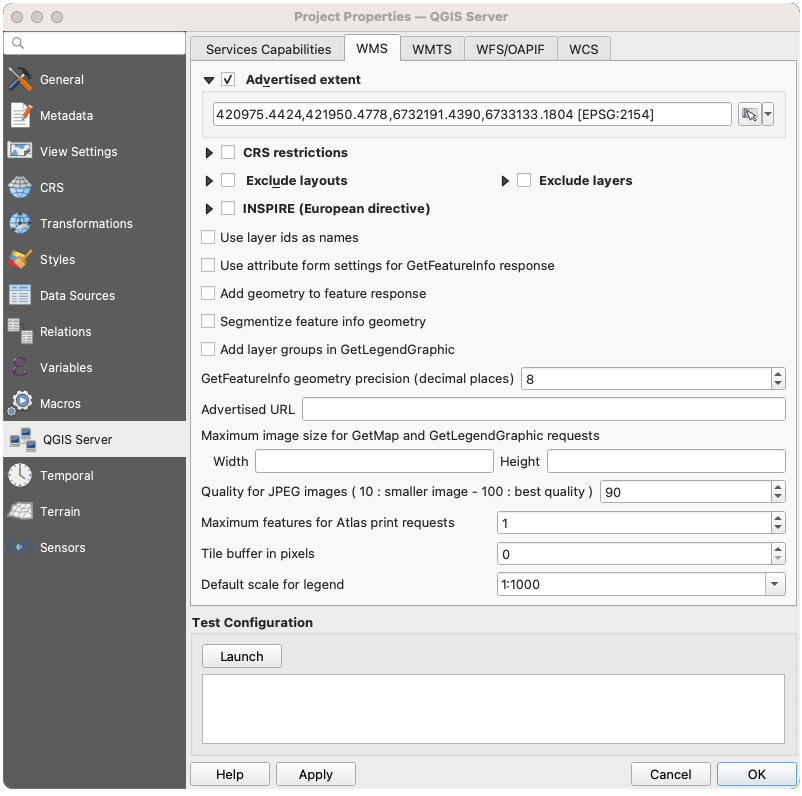 Project Properties — QGIS Server
General
Metadata
View Settings
CRS
Transformations
Styles
Data Sources
Relations
Variables
Macros
QGIS Server
Temporal
Terrain
Sensors
Services Capabilities WMS WMTS WFS/OAPIF WCS
Advertised extent
420975.4424,421950.4778,6732191.4390,6733133.1804 [EPSG:2154]
CRS restrictions
Exclude layouts Exclude layers
INSPIRE (European directive)
Use layer ids as names
Use attribute form settings for GetFeatureInfo response
Add geometry to feature response
Segmentize feature info geometry
Add layer groups in GetLegendGraphic
GetFeatureInfo geometry precision (decimal places) 8
Advertised URL
Maximum image size for GetMap and GetLegendGraphic requests
Width Height
Quality for JPEG images ( 10 : smaller image - 100 : best quality ) 90
Maximum features for Atlas print requests 1
Tile buffer in pixels 0
Default scale for legend 1:1000
Test Configuration
Launch
Help Apply Cancel OK